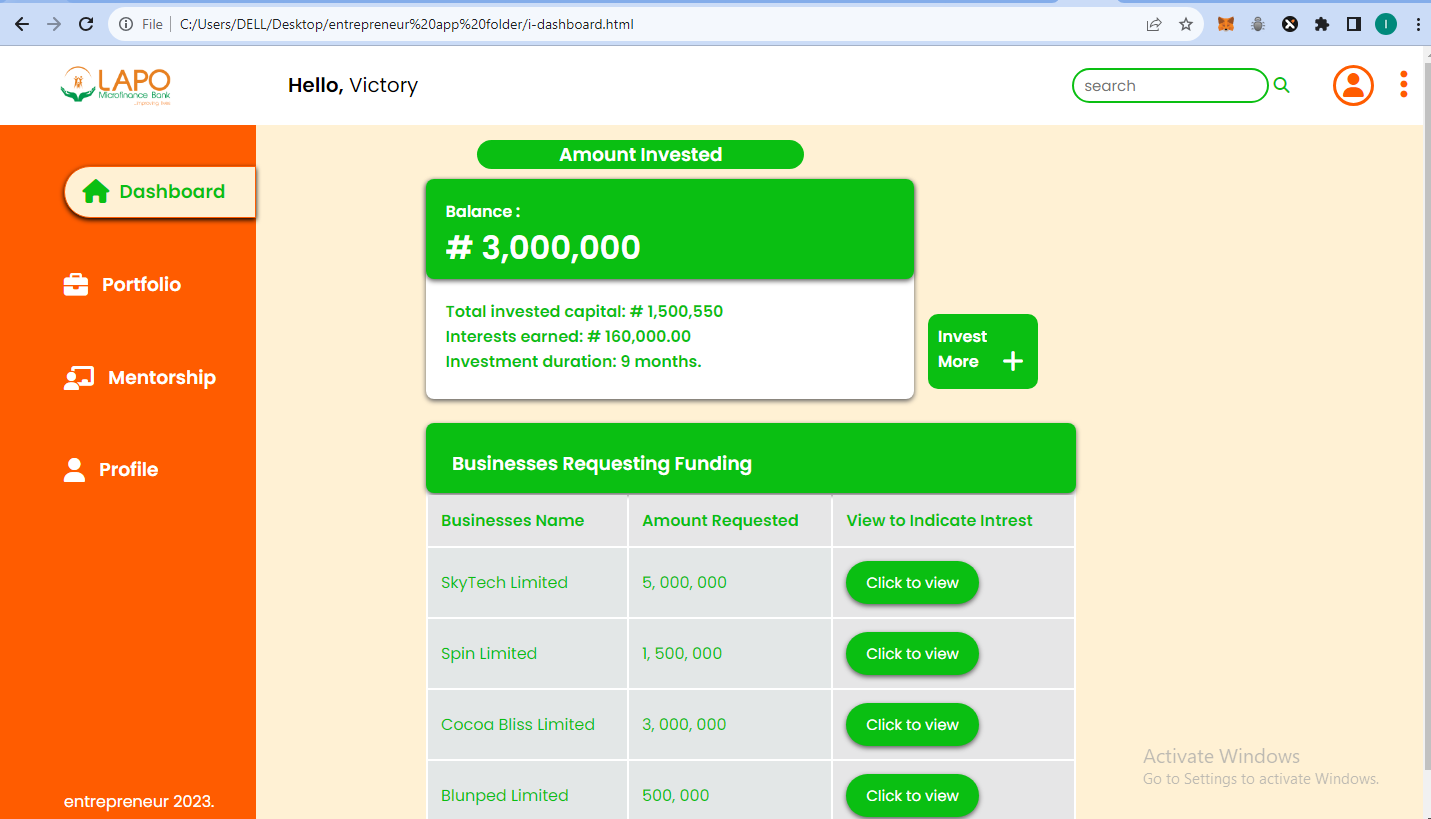 File
C:/Users/DELL/Desktop/entrepreneur%20app%20folder/i-dashboard.html
I
LAPO
Microfinance Bank
...improving lives
Hello, Victory
search
Dashboard
Portfolio
Mentorship
Profile
entrepreneur 2023.
Amount Invested
Balance :
# 3,000,000
Total invested capital: # 1,500,550
Interests earned: # 160,000.00
Investment duration: 9 months.
Invest
More +
Businesses Requesting Funding
Businesses Name Amount Requested View to Indicate Intrest
SkyTech Limited 5, 000, 000 Click to view
Spin Limited 1, 500, 000 Click to view
Cocoa Bliss Limited 3, 000, 000 Click to view
Blunped Limited 500, 000 Click to view
Activate Windows
Go to Settings to activate Windows.